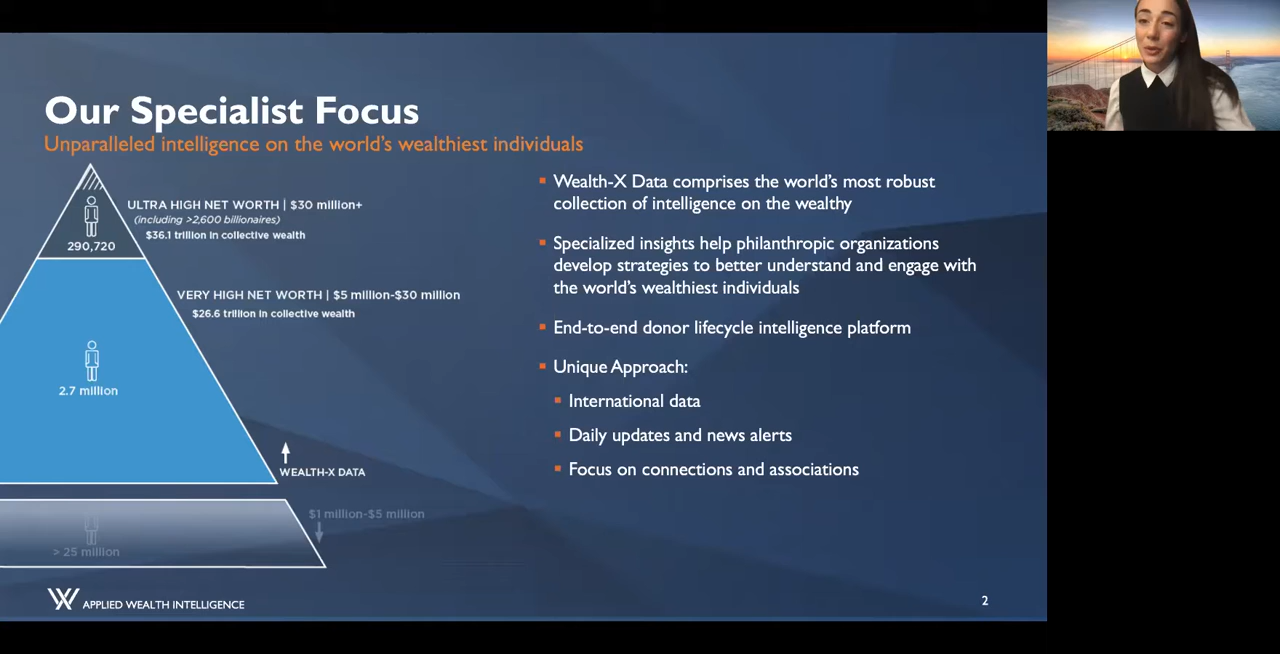 Our Specialist Focus
Unparalleled intelligence on the world's wealthiest individuals
ULTRA HIGH NET WORTH | $30 million+
(including >2,600 billionaires)
$36.1 trillion in collective wealth
290,720
VERY HIGH NET WORTH | $5 million-$30 million
$26.6 trillion in collective wealth
2.7 million
WEALTH-X DATA
$1 million-$5 million
> 25 million
Wealth-X Data comprises the world's most robust
collection of intelligence on the wealthy
Specialized insights help philanthropic organizations
develop strategies to better understand and engage with
the world's wealthiest individuals
End-to-end donor lifecycle intelligence platform
Unique Approach:
International data
Daily updates and news alerts
Focus on connections and associations
APPLIED WEALTH INTELLIGENCE
2